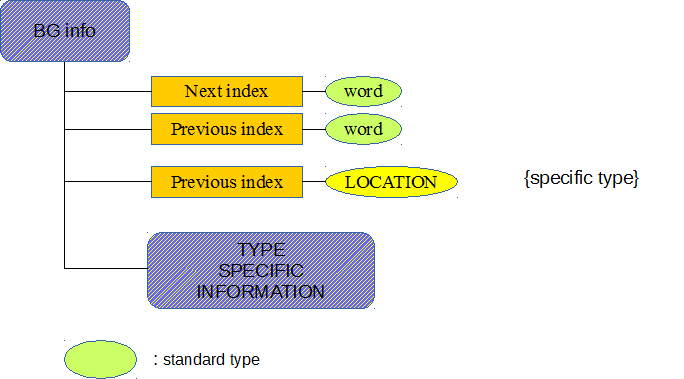 BG info
Next index word
Previous index word
Previous index LOCATION {specific type}
TYPE
SPECIFIC
INFORMATION
: standard type